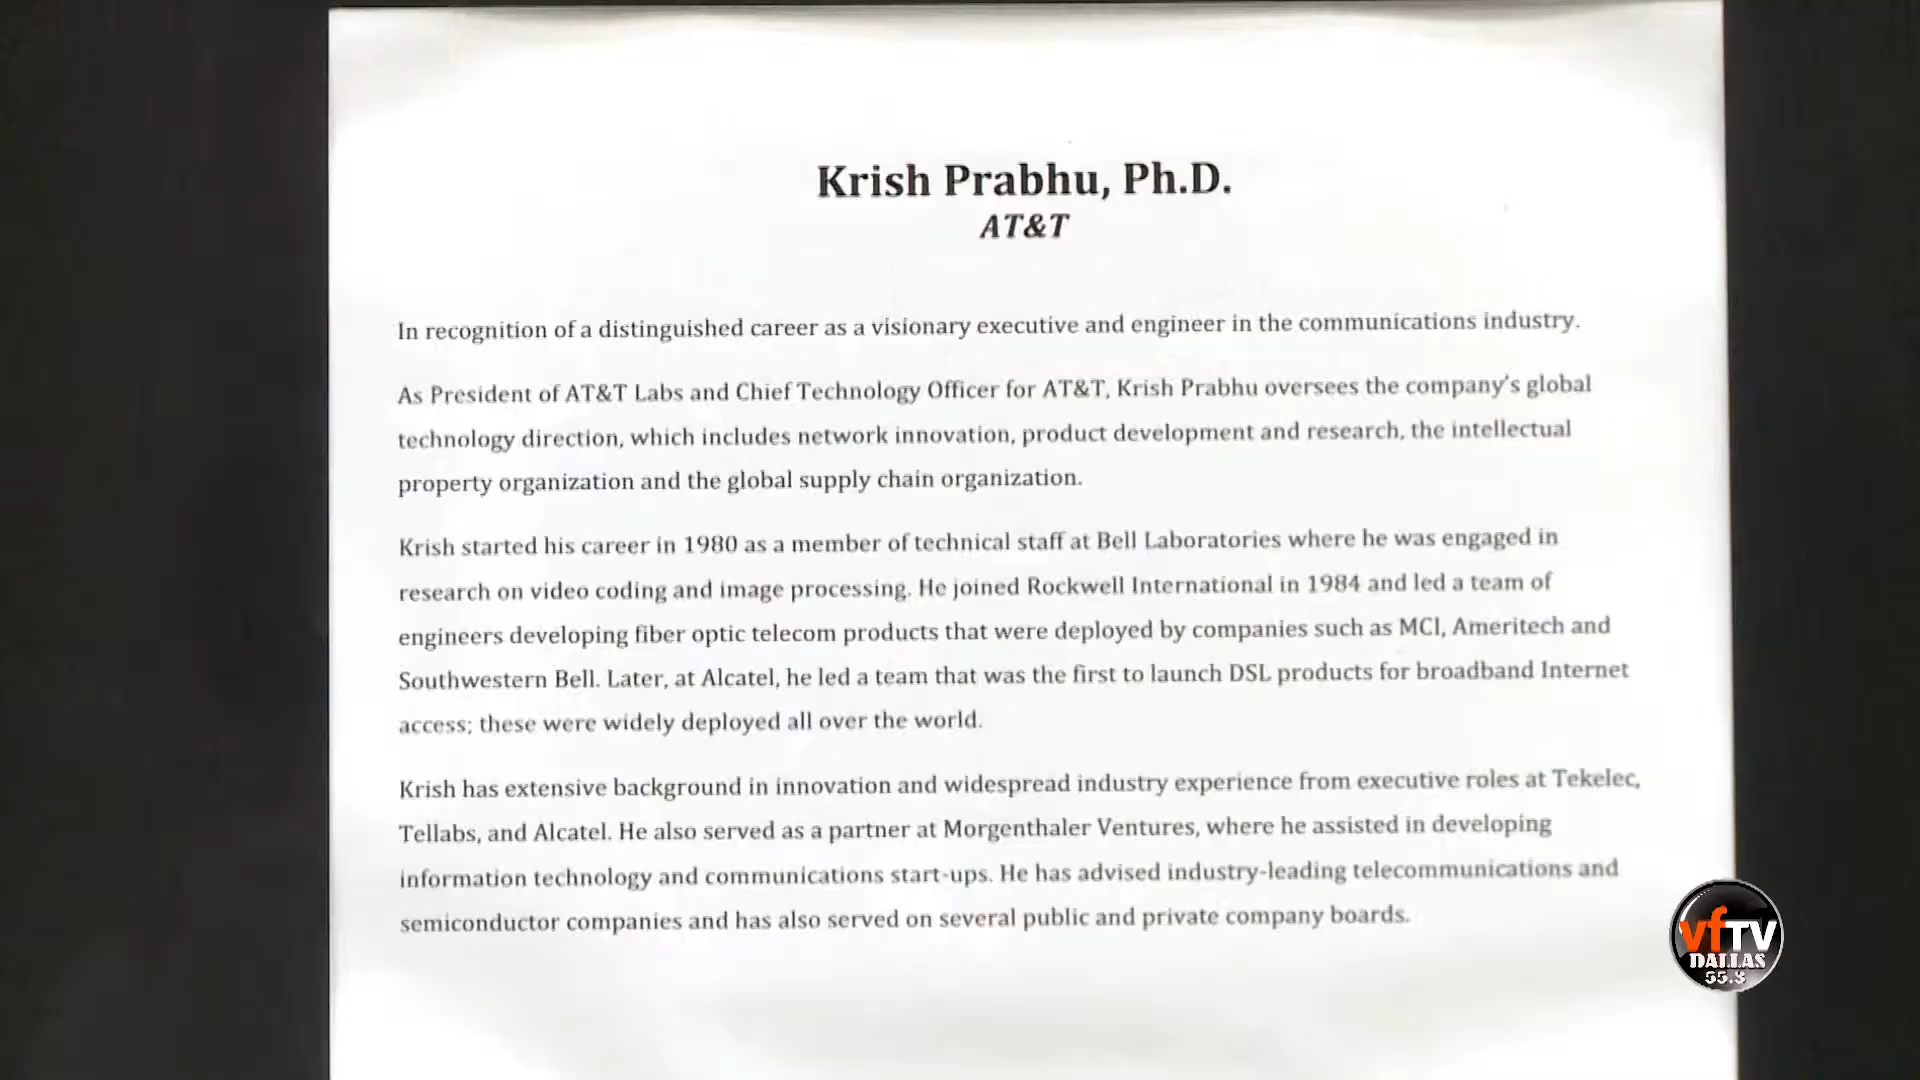 Krish Prabhu, Ph.D.
AT&T
In recognition of a distinguished career as a visionary executive and engineer in the communications industry.
As President of AT&T Labs and Chief Technology Officer for AT&T, Krish Prabhu oversees the company's global
technology direction, which includes network innovation, product development and research, the intellectual
property organization and the global supply chain organization.
Krish started his career in 1980 as a member of technical staff at Bell Laboratories where he was engaged in
research on video coding and image processing. He joined Rockwell International in 1984 and led a team of
engineers developing fiber optic telecom products that were deployed by companies such as MCI, Ameritech and
Southwestern Bell. Later, at Alcatel, he led a team that was the first to launch DSL products for broadband Internet
access; these were widely deployed all over the world.
Krish has extensive background in innovation and widespread industry experience from executive roles at Tekelec,
Tellabs, and Alcatel. He also served as a partner at Morgenthaler Ventures, where he assisted in developing
information technology and communications start-ups. He has advised industry-leading telecommunications and
semiconductor companies and has also served on several public and private company boards.
vfTV
DALLAS
55.3